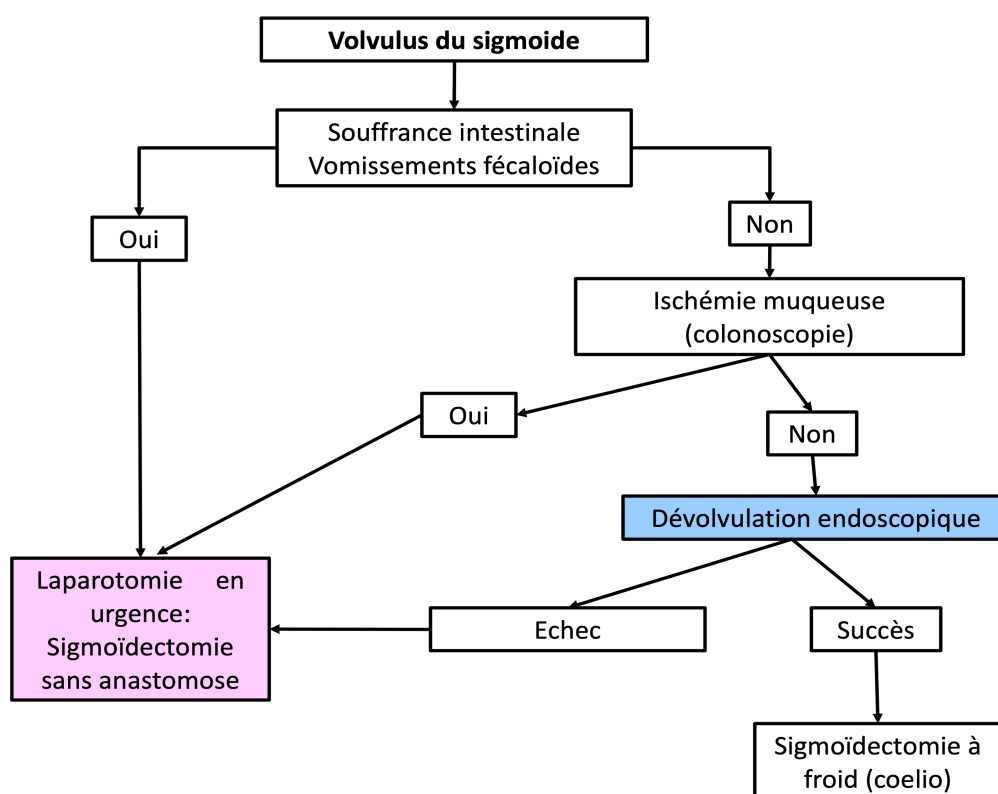 Volvulus du sigmoide
Souffrance intestinale
Vomissements fécaloïdes
Oui
Non
Ischémie muqueuse
(colonoscopie)
Oui
Non
Dévolvulation endoscopique
Laparotomie en
urgence:
Sigmoïdectomie
sans anastomose
Echec
Succès
Sigmoïdectomie à
froid (coelio)